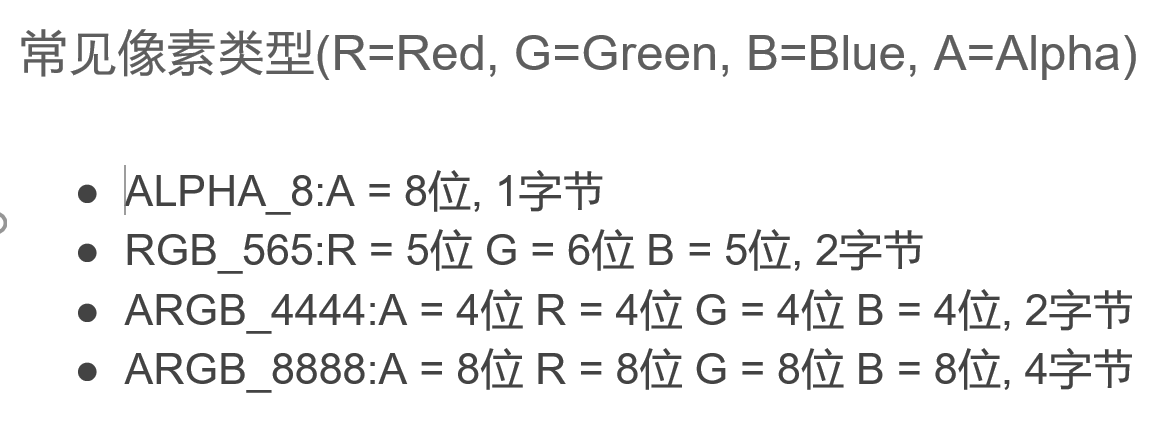 常见像素类型(R=Red, G=Green, B=Blue, A=Alpha)
● ALPHA_8:A = 8位, 1字节
● RGB_565:R = 5位 G = 6位 B = 5位, 2字节
● ARGB_4444:A = 4位 R = 4位 G = 4位 B = 4位, 2字节
● ARGB_8888:A = 8位 R = 8位 G = 8位 B = 8位, 4字节